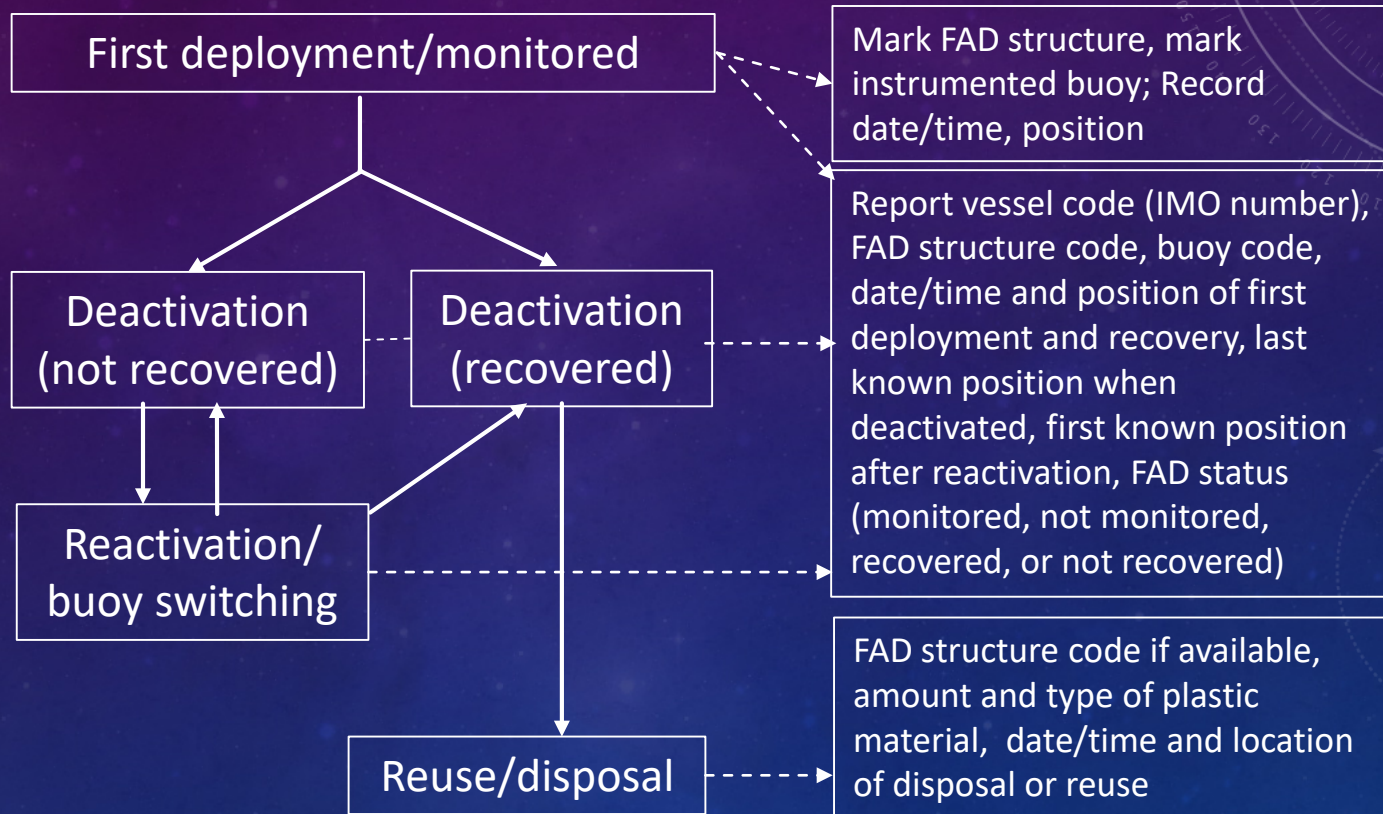 First deployment/monitored
Mark FAD structure, mark
instrumented buoy; Record
date/time, position
Report vessel code (IMO number),
FAD structure code, buoy code,
date/time and position of first
deployment and recovery, last
known position when
deactivated, first known position
after reactivation, FAD status
(monitored, not monitored,
recovered, or not recovered)
Deactivation
(not recovered)
Deactivation
(recovered)
Reactivation/
buoy switching
FAD structure code if available,
amount and type of plastic
material, date/time and location
of disposal or reuse
Reuse/disposal
150
130
120